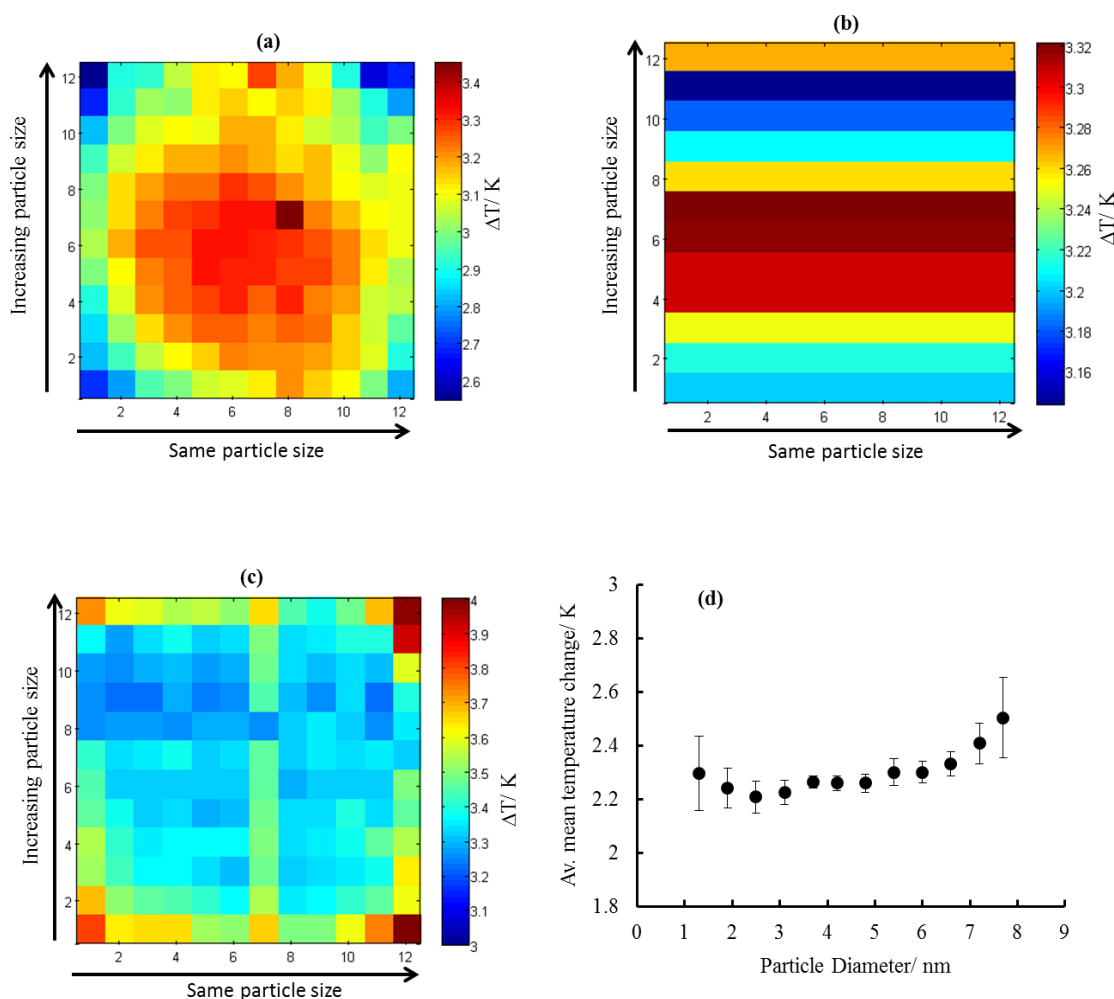 (a)
Increasing particle size
12
10
8
6
4
2
2 4 6 8 10 12
Same particle size
3.4
3.3
3.2
3.1
3
2.9
2.8
2.7
2.6
ΔT/ K
(b)
Increasing particle size
12
10
8
6
4
2
2 4 6 8 10 12
Same particle size
3.32
3.3
3.28
3.26
3.24
3.22
3.2
3.18
3.16
ΔT/ K
(c)
Increasing particle size
12
10
8
6
4
2
2 4 6 8 10 12
Same particle size
4
3.9
3.8
3.7
3.6
3.5
3.4
3.3
3.2
3.1
3
ΔT/ K
(d)
Av. mean temperature change/ K
3
2.8
2.6
2.4
2.2
2
1.8
0 1 2 3 4 5 6 7 8 9
Particle Diameter/ nm